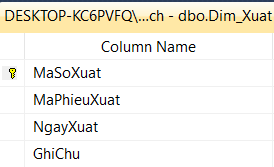 DESKTOP-KC6PVFQ\...ch - dbo.Dim_Xuat
Column Name
MaSoXuat
MaPhieuXuat
NgayXuat
GhiChu